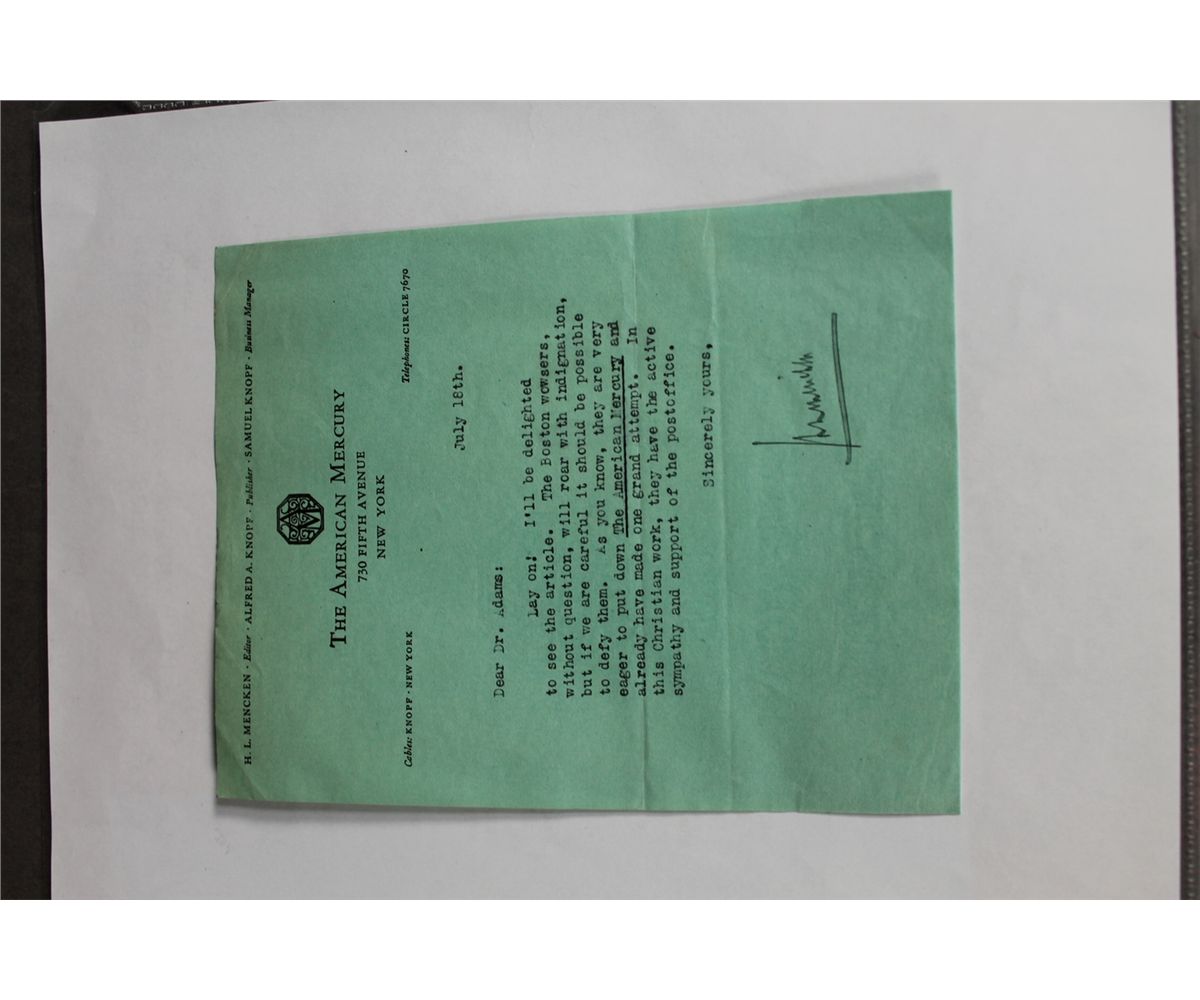 H. L. MENCKEN · Editor · ALFRED A. KNOPF · Publisher · SAMUEL KNOPF · Business Manager
THE AMERICAN MERCURY
730 FIFTH AVENUE
NEW YORK
Cables: KNOPF · NEW YORK
Telephones: CIRCLE 7670
July 18th.
Dear Dr. Adams:
Lay on! I'll be delighted
to see the article. The Boston wowsers,
without question, will roar with indignation,
but if we are careful it should be possible
to defy them. As you know, they are very
eager to put down The American Mercury and
already have made one grand attempt. In
this Christian work, they have the active
sympathy and support of the postoffice.
Sincerely yours,